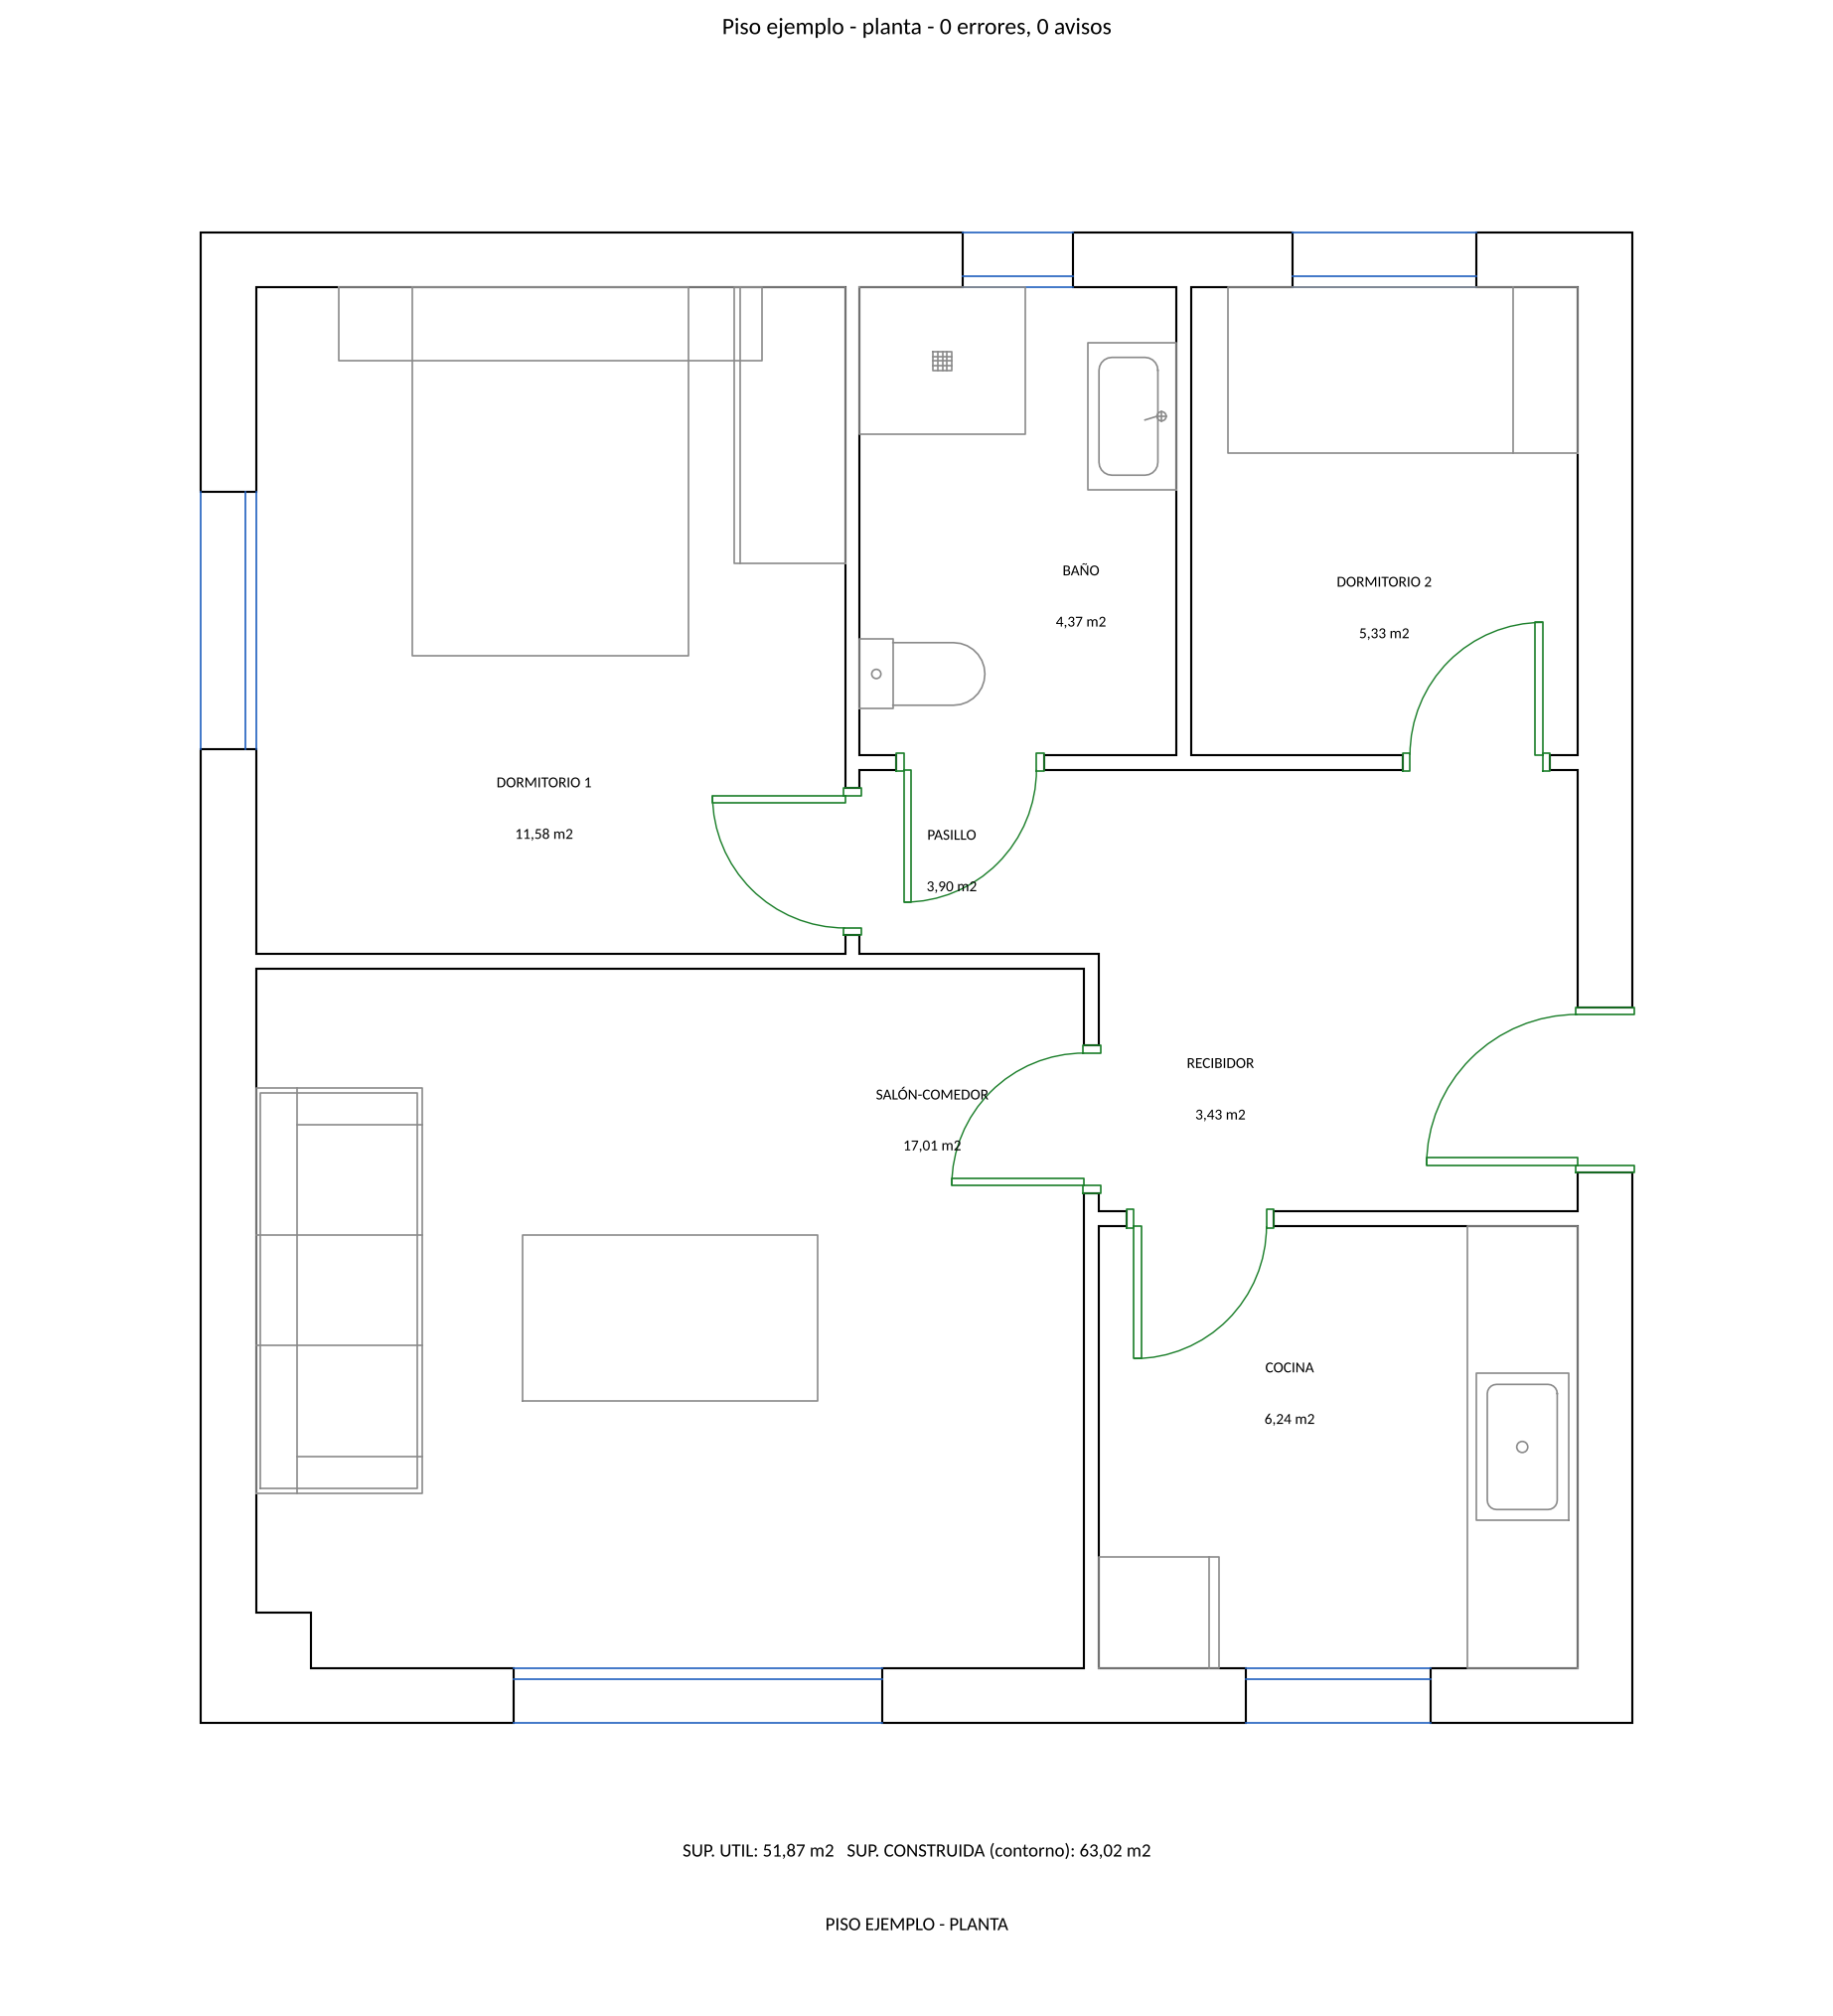 Piso ejemplo - planta - 0 errores, 0 avisos
BAÑO
4,37 m2
DORMITORIO 2
5,33 m2
DORMITORIO 1
11,58 m2
PASILLO
3,90 m2
RECIBIDOR
3,43 m2
SALÓN-COMEDOR
17,01 m2
COCINA
6,24 m2
SUP. UTIL: 51,87 m2   SUP. CONSTRUIDA (contorno): 63,02 m2
PISO EJEMPLO - PLANTA